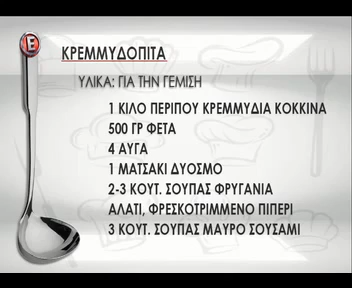 E
ΚΡΕΜΜΥΔΟΠΙΤΑ
ΥΛΙΚΑ: ΓΙΑ ΤΗΝ ΓΕΜΙΣΗ
1 ΚΙΛΟ ΠΕΡΙΠΟΥ ΚΡΕΜΜΥΔΙΑ ΚΟΚΚΙΝΑ
500 ΓΡ ΦΕΤΑ
4 ΑΥΓΑ
1 ΜΑΤΣΑΚΙ ΔΥΟΣΜΟ
2-3 ΚΟΥΤ. ΣΟΥΠΑΣ ΦΡΥΓΑΝΙΑ
ΑΛΑΤΙ, ΦΡΕΣΚΟΤΡΙΜΜΕΝΟ ΠΙΠΕΡΙ
3 ΚΟΥΤ. ΣΟΥΠΑΣ ΜΑΥΡΟ ΣΟΥΣΑΜΙ